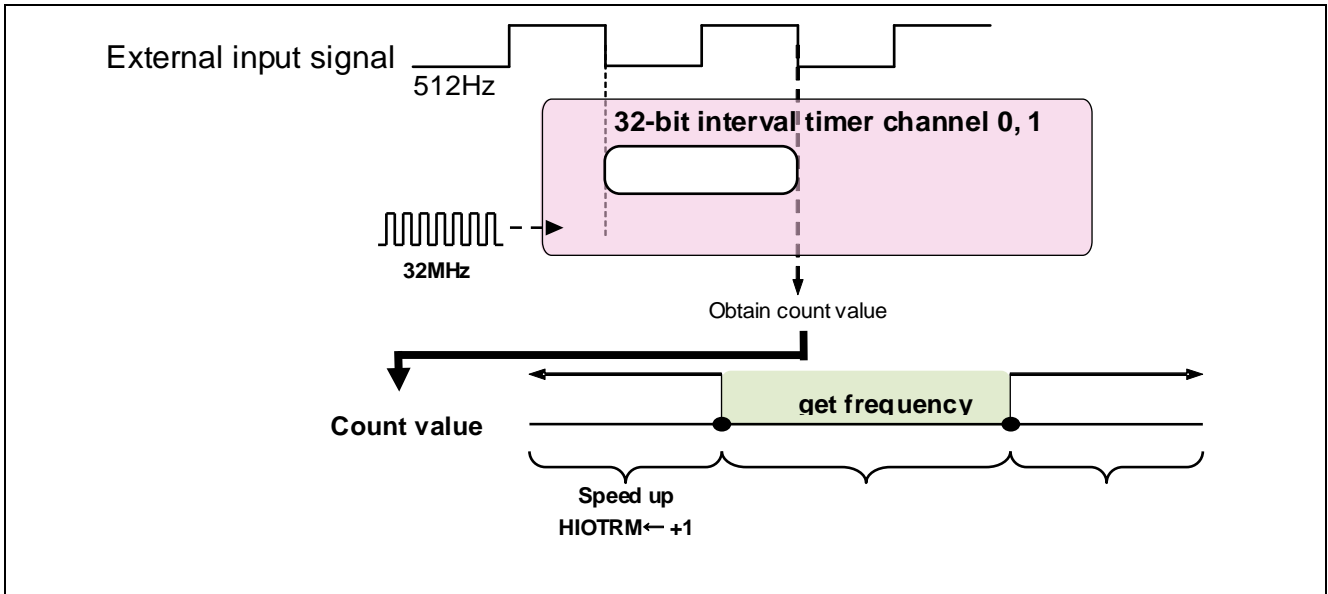 External input signal
512Hz
32-bit interval timer channel 0, 1
32MHz
Obtain count value
get frequency
Count value
Speed up
HIOTRM← +1